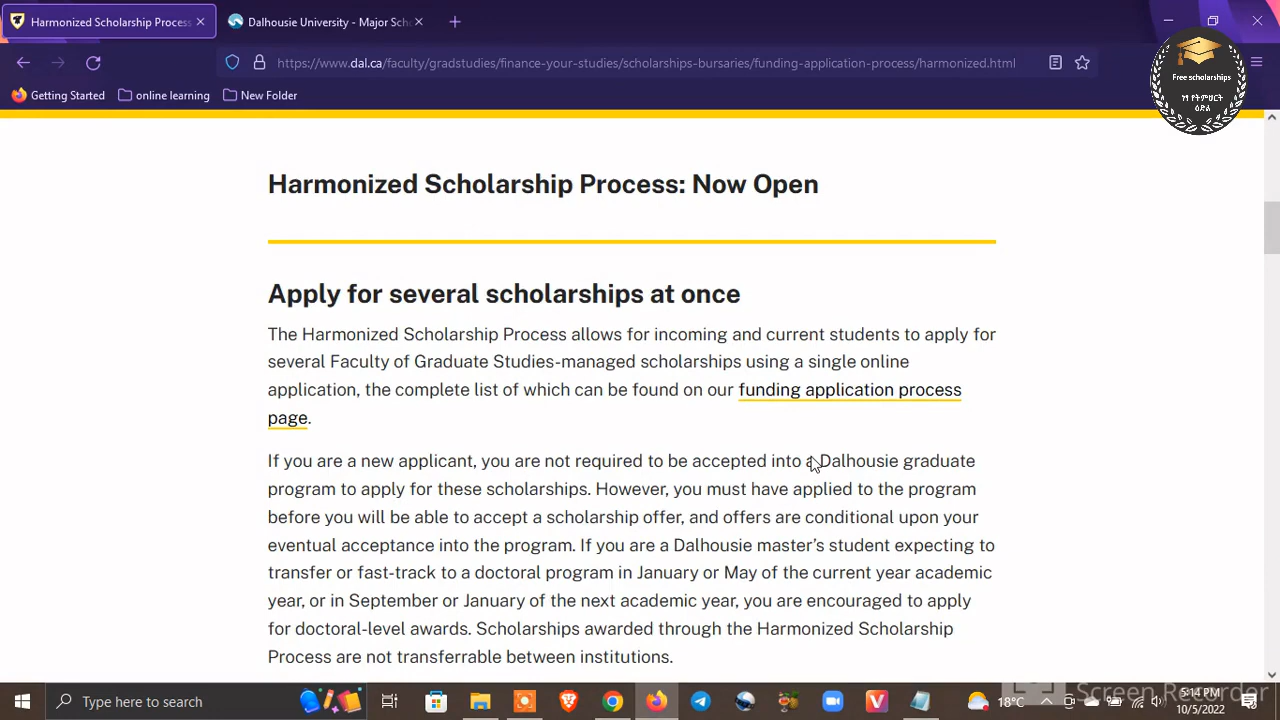 Harmonized Scholarship Process
Dalhousie University - Major Scho
https://www.dal.ca/faculty/gradstudies/finance-your-studies/scholarships-bursaries/funding-application-process/harmonized.html
Free scholarships
Getting Started
online learning
New Folder
Harmonized Scholarship Process: Now Open
Apply for several scholarships at once
The Harmonized Scholarship Process allows for incoming and current students to apply for
several Faculty of Graduate Studies-managed scholarships using a single online
application, the complete list of which can be found on our funding application process
page.
If you are a new applicant, you are not required to be accepted into a Dalhousie graduate
program to apply for these scholarships. However, you must have applied to the program
before you will be able to accept a scholarship offer, and offers are conditional upon your
eventual acceptance into the program. If you are a Dalhousie master’s student expecting to
transfer or fast-track to a doctoral program in January or May of the current year academic
year, or in September or January of the next academic year, you are encouraged to apply
for doctoral-level awards. Scholarships awarded through the Harmonized Scholarship
Process are not transferrable between institutions.
Screen Recorder
Type here to search
18°C
5:14 PM
10/5/2022